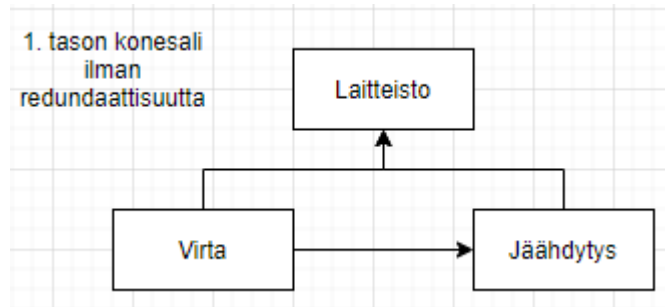 1. tason konesali
ilman
redundaattisuutta
Laitteisto
Virta
Jäähdytys